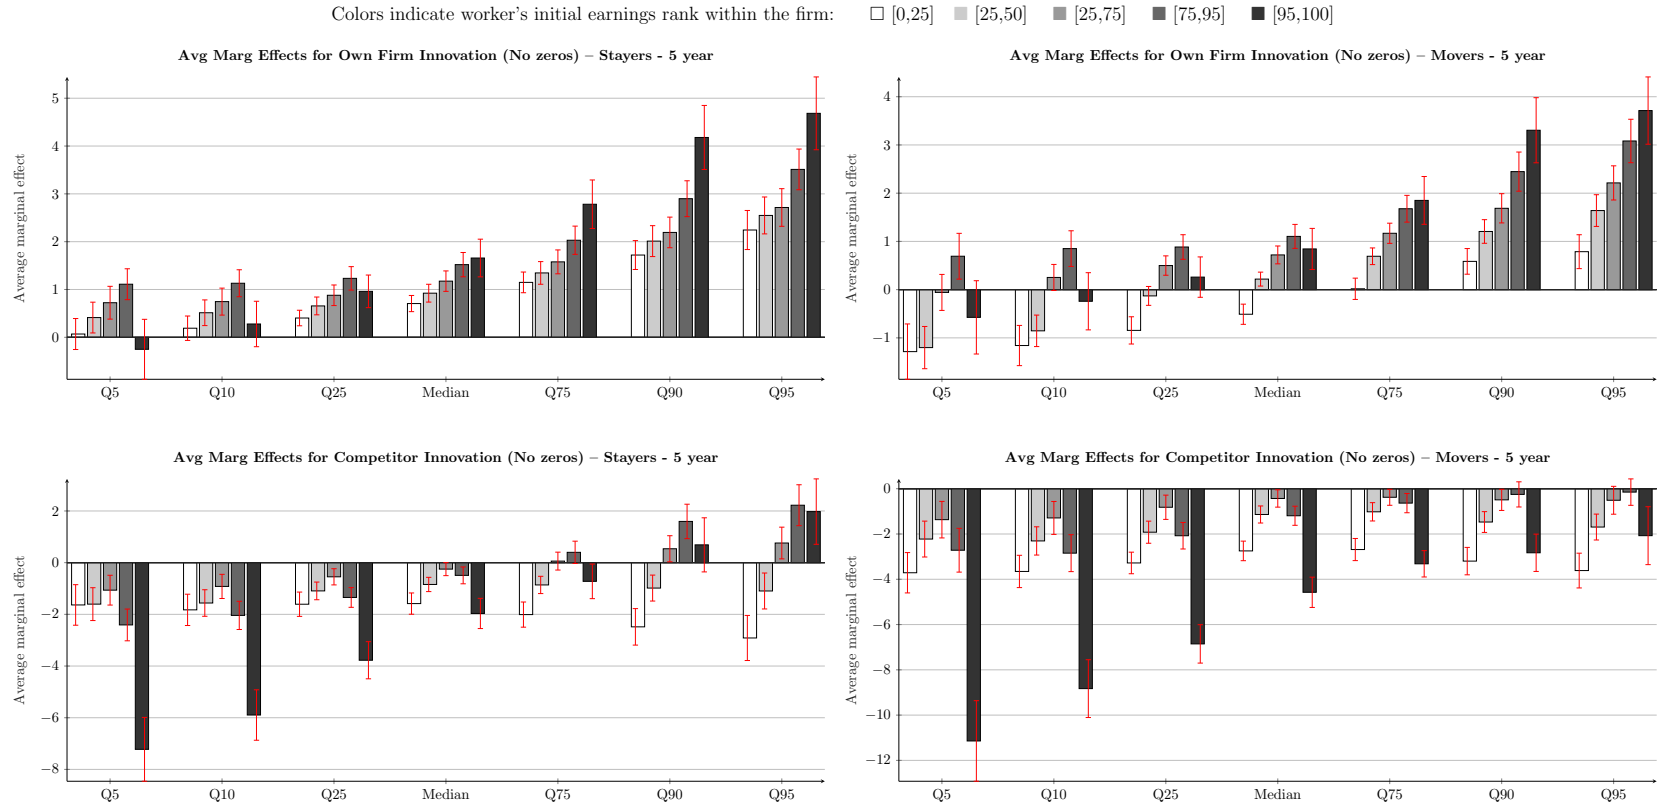 Colors indicate worker's initial earnings rank within the firm: [0,25] [25,50] [25,75] [75,95] [95,100]
Avg Marg Effects for Own Firm Innovation (No zeros) – Stayers - 5 year
Average marginal effect
5
4
3
2
1
0
Q5 Q10 Q25 Median Q75 Q90 Q95
Avg Marg Effects for Own Firm Innovation (No zeros) – Movers - 5 year
Average marginal effect
4
3
2
1
0
−1
Q5 Q10 Q25 Median Q75 Q90 Q95
Avg Marg Effects for Competitor Innovation (No zeros) – Stayers - 5 year
Average marginal effect
2
0
−2
−4
−6
−8
Q5 Q10 Q25 Median Q75 Q90 Q95
Avg Marg Effects for Competitor Innovation (No zeros) – Movers - 5 year
Average marginal effect
0
−2
−4
−6
−8
−10
−12
Q5 Q10 Q25 Median Q75 Q90 Q95